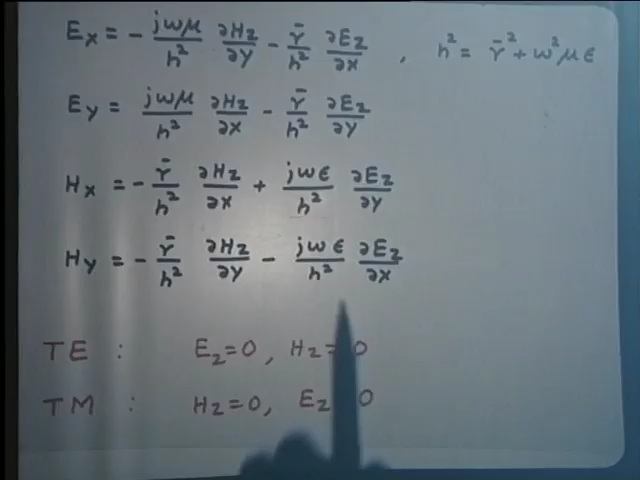 Ex = - jωμ/h² ∂Hz/∂y - γ̄/h² ∂Ez/∂x , h² = γ̄² + ω²μϵ
Ey = jωμ/h² ∂Hz/∂x - γ̄/h² ∂Ez/∂y
Hx = - γ̄/h² ∂Hz/∂x + jωϵ/h² ∂Ez/∂y
Hy = - γ̄/h² ∂Hz/∂y - jωϵ/h² ∂Ez/∂x
TE : Ez=0, Hz 0
TM : Hz=0, Ez 0